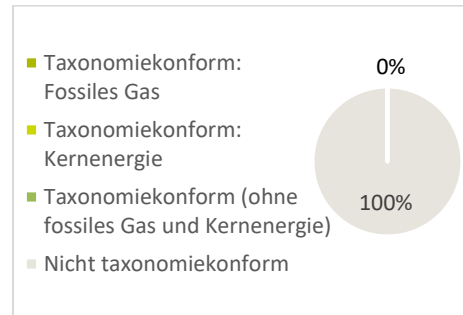 Taxonomiekonform:
Fossiles Gas
Taxonomiekonform:
Kernenergie
Taxonomiekonform (ohne
fossiles Gas und Kernenergie)
Nicht taxonomiekonform
0%
100%